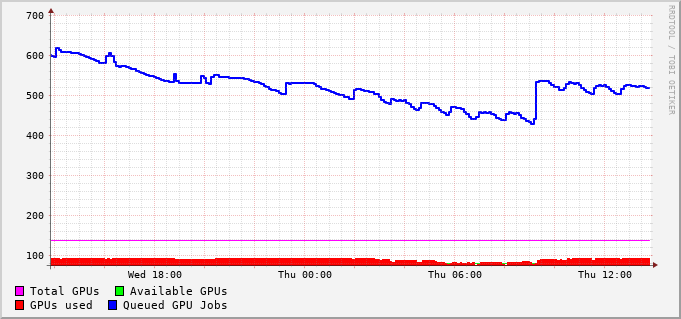 700
600
500
400
300
200
100
Wed 18:00 Thu 00:00 Thu 06:00 Thu 12:00
Total GPUs Available GPUs
GPUs used Queued GPU Jobs
RRDTOOL / TOBI OETIKER